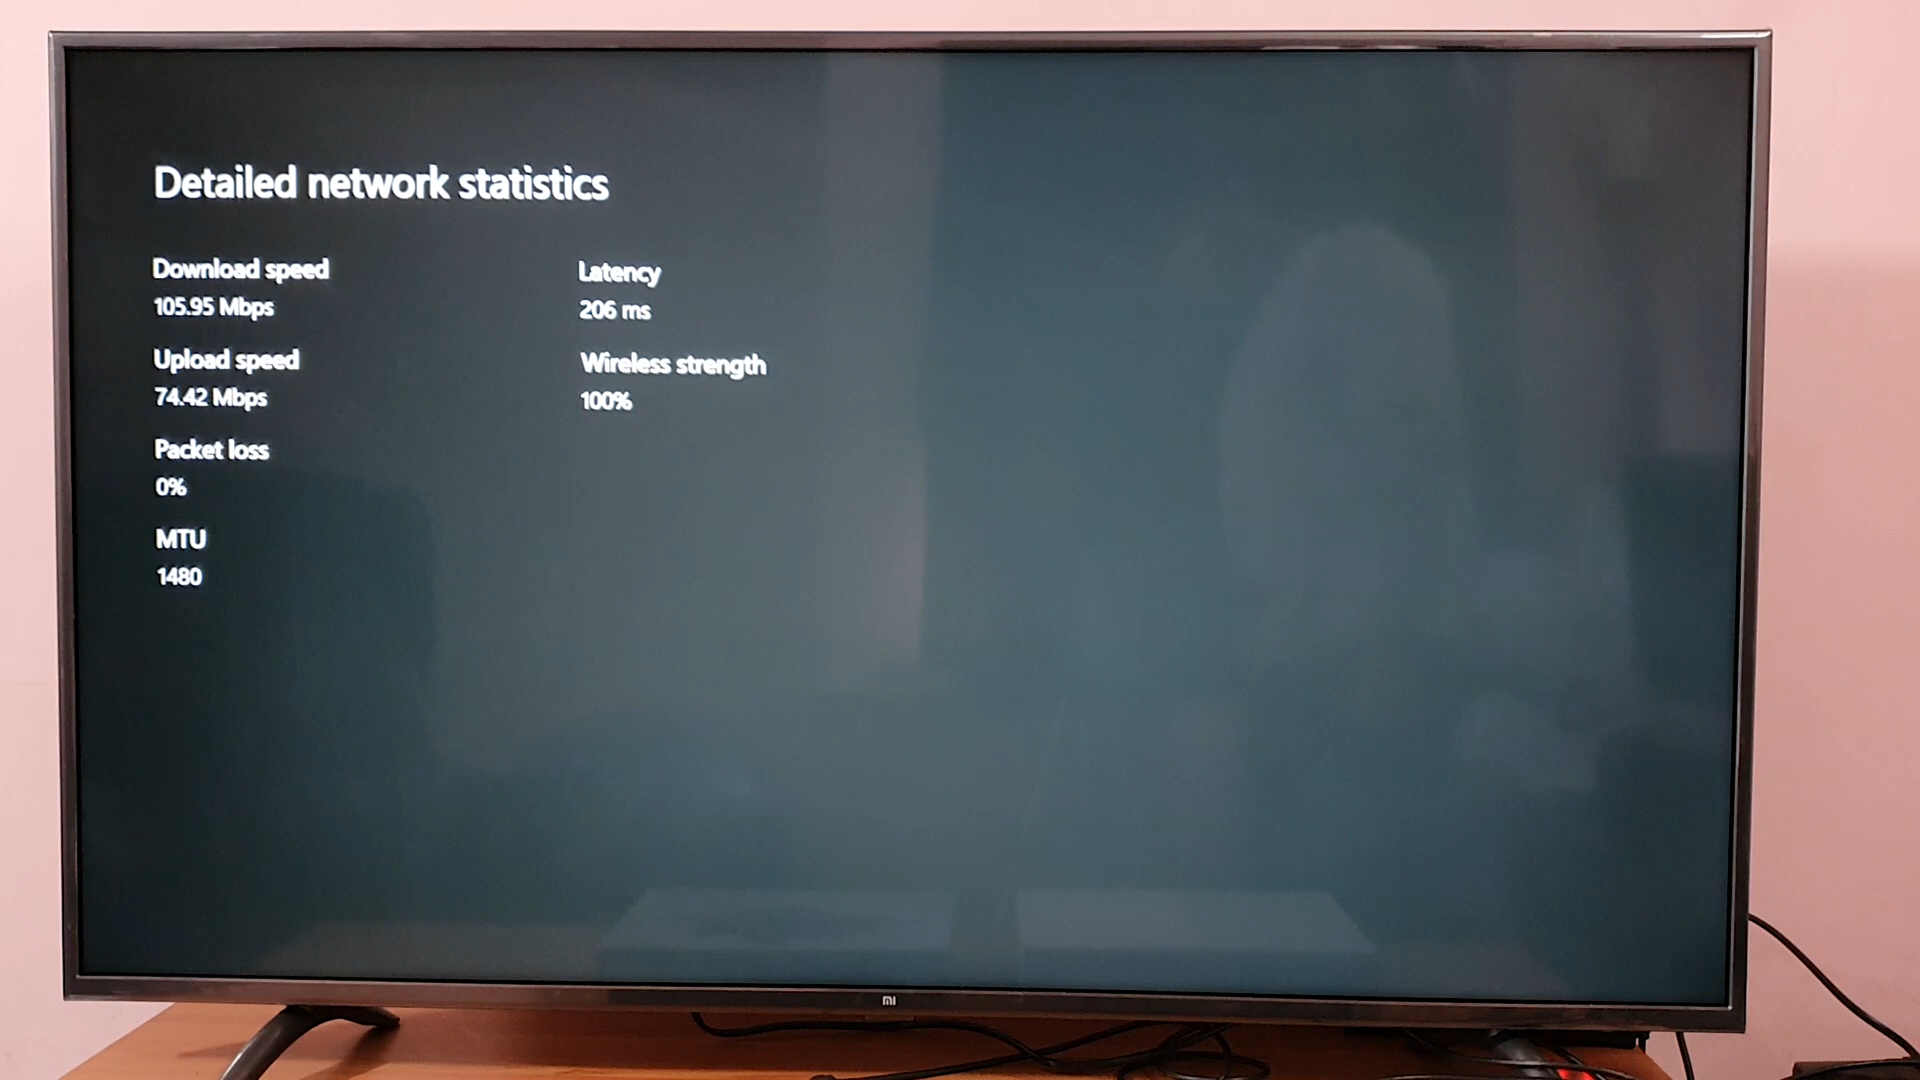 Detailed network statistics
Download speed
105.95 Mbps
Upload speed
74.42 Mbps
Packet loss
0%
MTU
1480
Latency
206 ms
Wireless strength
100%
mi